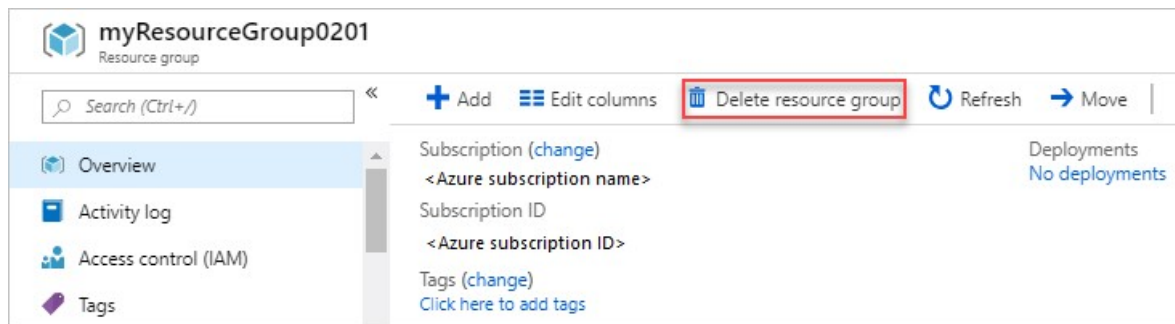 myResourceGroup0201
Resource group
Search (Ctrl+/)
«
Add
Edit columns
Delete resource group
Refresh
Move
Overview
Activity log
Access control (IAM)
Tags
Subscription (change)
<Azure subscription name>
Subscription ID
<Azure subscription ID>
Tags (change)
Click here to add tags
Deployments
No deployments